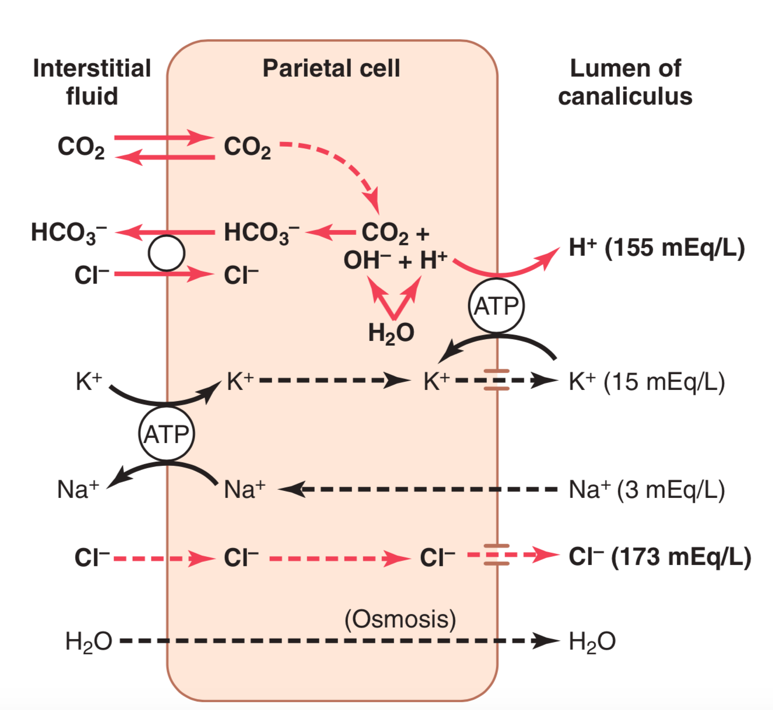 Interstitial fluid
Parietal cell
Lumen of canaliculus
CO₂ CO₂
HCO₃⁻ HCO₃⁻ CO₂ +
OH⁻ + H⁺ H⁺ (155 mEq/L)
Cl⁻ Cl⁻
ATP
H₂O
K⁺ K⁺ K⁺ K⁺ (15 mEq/L)
ATP
Na⁺ Na⁺ Na⁺ (3 mEq/L)
Cl⁻ Cl⁻ Cl⁻ Cl⁻ (173 mEq/L)
(Osmosis)
H₂O H₂O